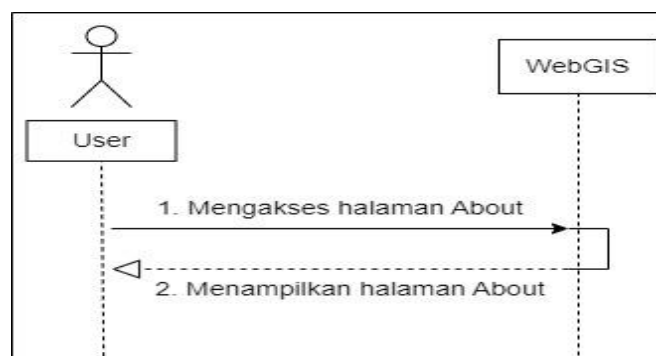 WebGIS
User
1. Mengakses halaman About
2. Menampilkan halaman About